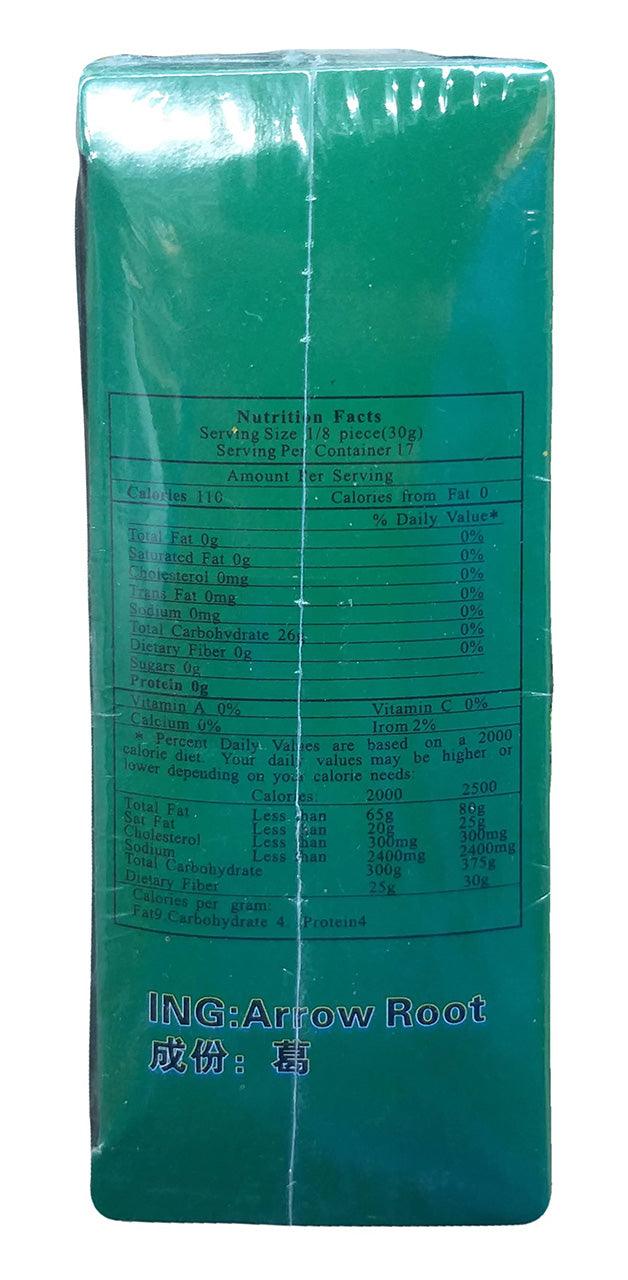 Nutrition Facts
Serving Size 1/8 piece(30g)
Serving Per Container 17
Amount Per Serving
Calories 110 Calories from Fat 0
% Daily Value*
Total Fat 0g 0%
Saturated Fat 0g 0%
Cholesterol 0mg 0%
Trans Fat 0mg 0%
Sodium 0mg 0%
Total Carbohvdrate 26g 0%
Dietary Fiber 0g 0%
Sugars 0g
Protein 0g
Vitamin A 0% Vitamin C 0%
Calcium 0% Irom 2%
* Percent Daily Values are based on a 2000
calorie diet. Your daily values may be higher or
lower depending on your calorie needs:
Calories: 2000 2500
Total Fat Less than 65g 80g
Sat Fat Less than 20g 25g
Cholesterol Less than 300mg 300mg
Sodium Less than 2400mg 2400mg
Total Carbohydrate 300g 375g
Dietary Fiber 25g 30g
Calories per gram:
Fat9 Carbohydrate 4 Protein4
ING:Arrow Root
成份：葛